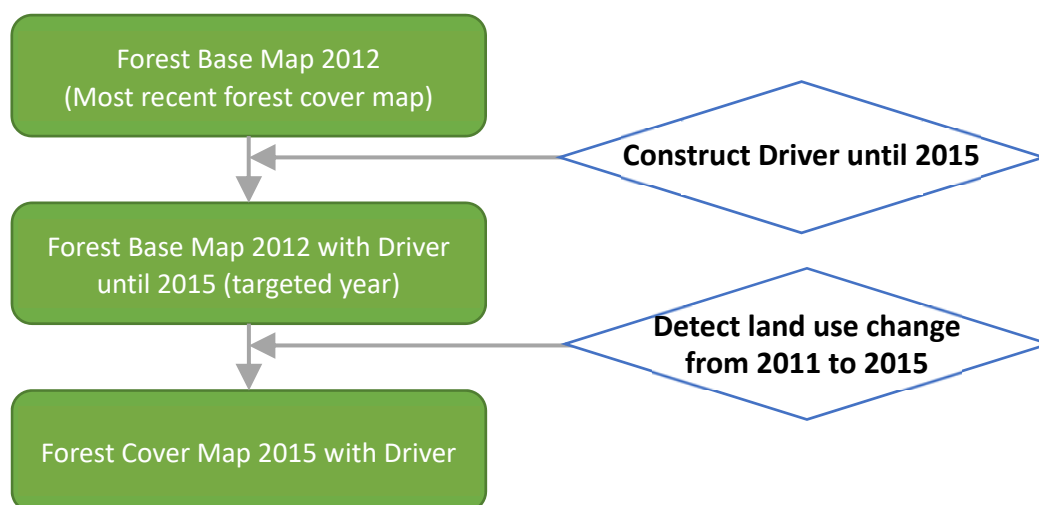 Forest Base Map 2012
(Most recent forest cover map)
Construct Driver until 2015
Forest Base Map 2012 with Driver
until 2015 (targeted year)
Detect land use change
from 2011 to 2015
Forest Cover Map 2015 with Driver